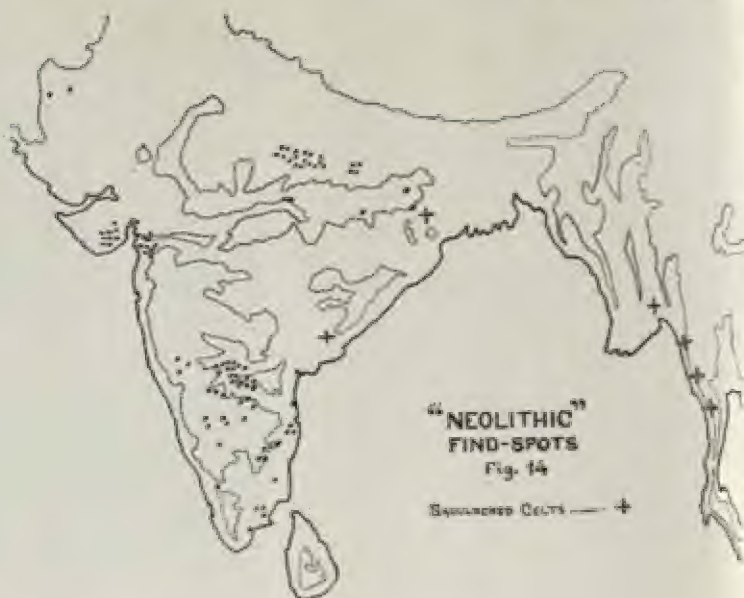 "NEOLITHIC"
FIND-SPOTS
Fig. 14
SHOULDERED CELTS —— +